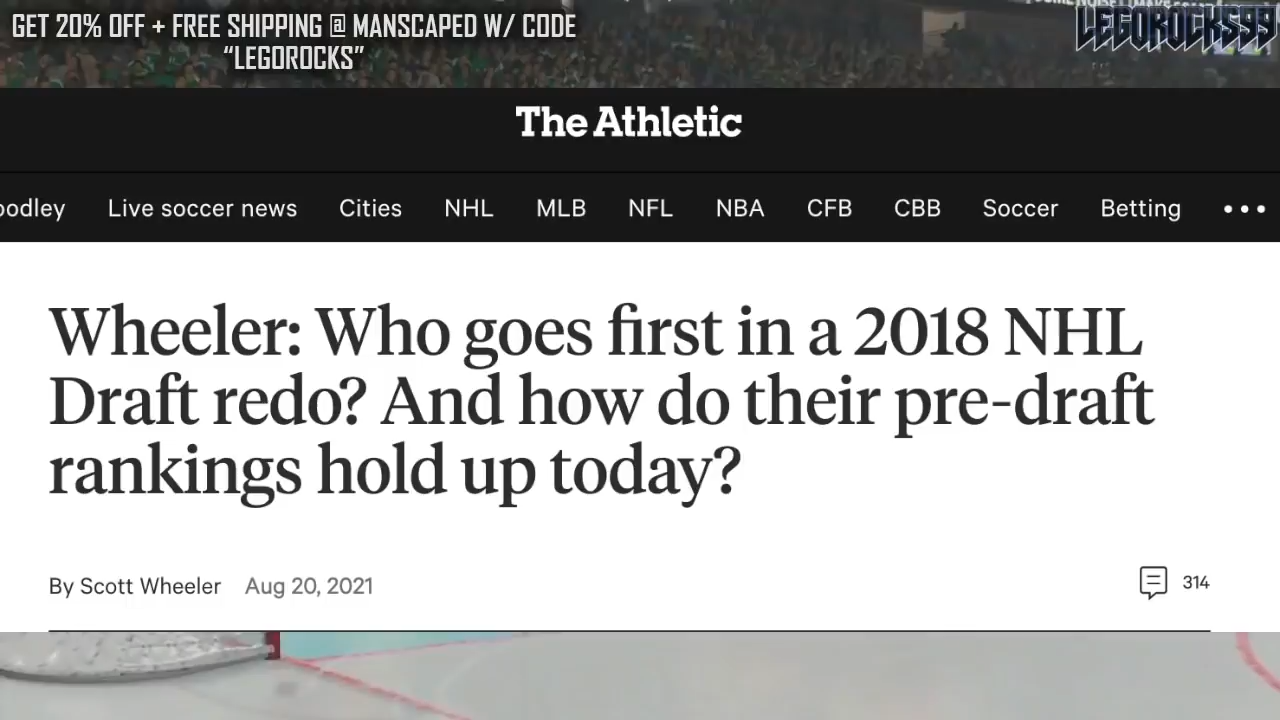 GET 20% OFF + FREE SHIPPING @ MANSCAPED W/ CODE
"LEGOROCKS"
LEGOROCKS99
The Athletic
oodley Live soccer news Cities NHL MLB NFL NBA CFB CBB Soccer Betting
Wheeler: Who goes first in a 2018 NHL
Draft redo? And how do their pre-draft
rankings hold up today?
By Scott Wheeler Aug 20, 2021
314